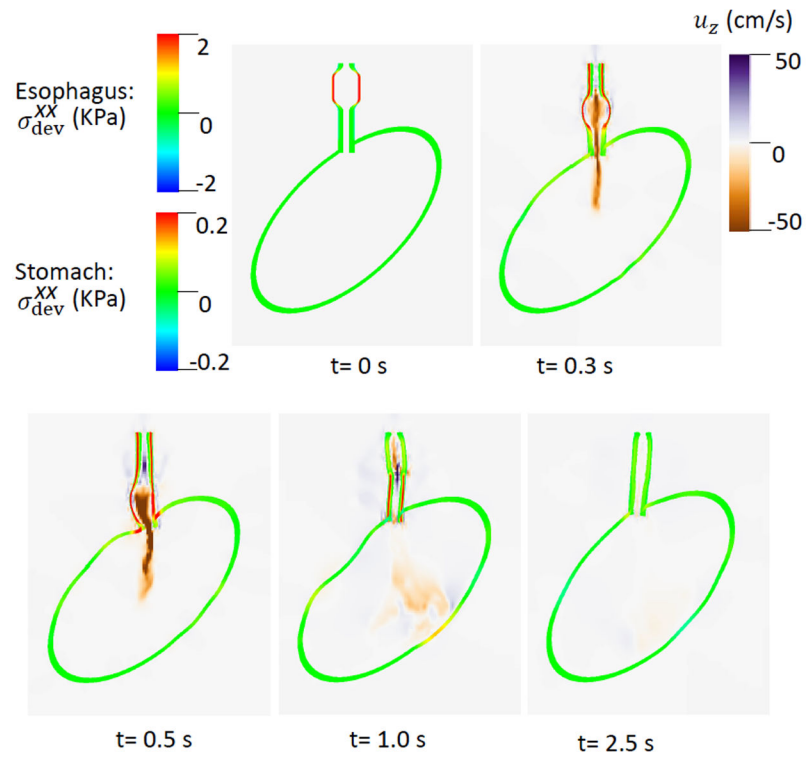 u_z (cm/s)
Esophagus:
σ_dev^XX (KPa)
2
0
-2
Stomach:
σ_dev^XX (KPa)
0.2
0
-0.2
50
0
-50
t= 0 s
t= 0.3 s
t= 0.5 s
t= 1.0 s
t= 2.5 s